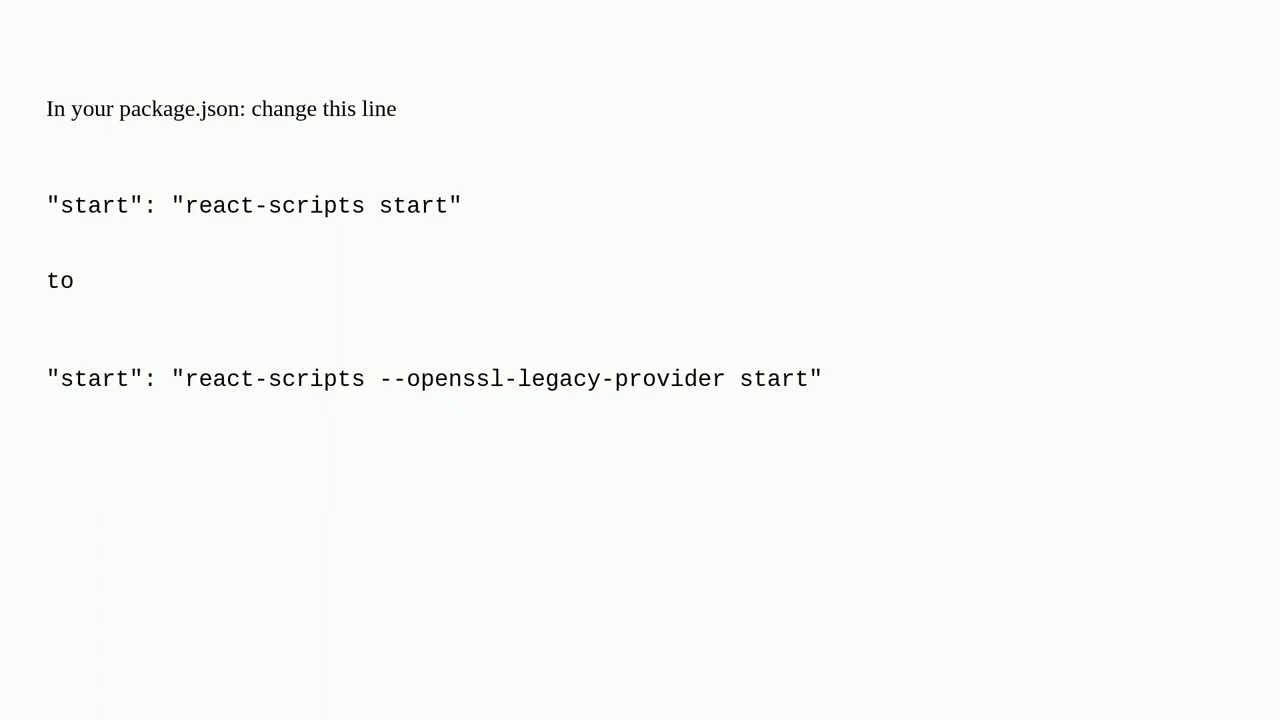 In your package.json: change this line
"start": "react-scripts start"
to
"start": "react-scripts --openssl-legacy-provider start"